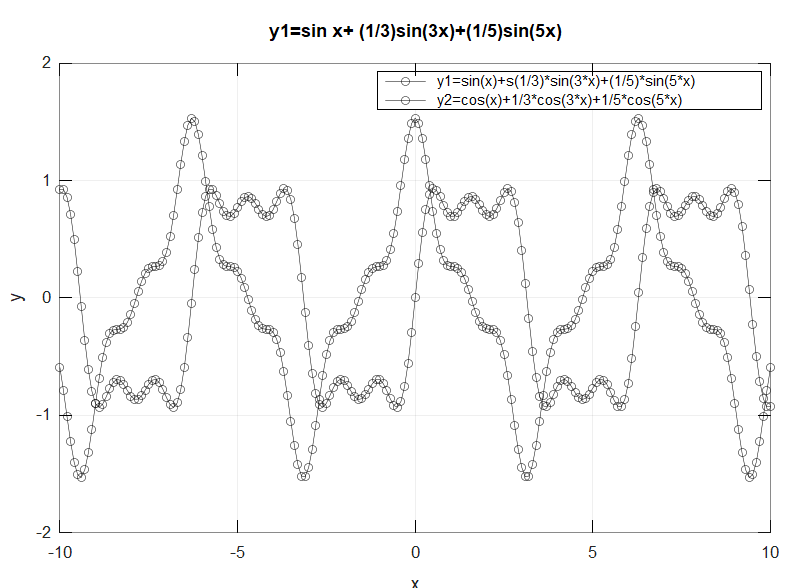 y1=sin x+ (1/3)sin(3x)+(1/5)sin(5x)
y1=sin(x)+s(1/3)*sin(3*x)+(1/5)*sin(5*x)
y2=cos(x)+1/3*cos(3*x)+1/5*cos(5*x)
2
1
0
-1
-2
y
-10
-5
0
5
10
x